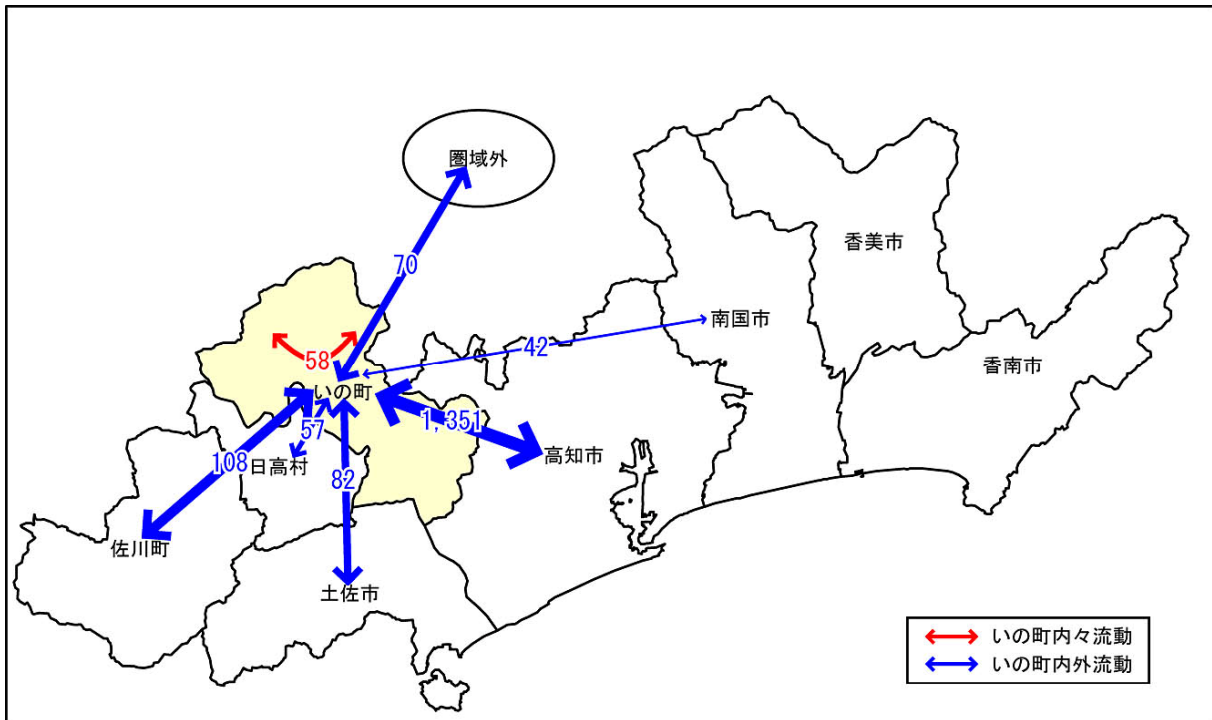 圏域外
香美市
70
南国市
42
58
香南市
いの町
1,351
57
高知市
108
日高村
82
佐川町
土佐市
いの町内々流動
いの町内外流動